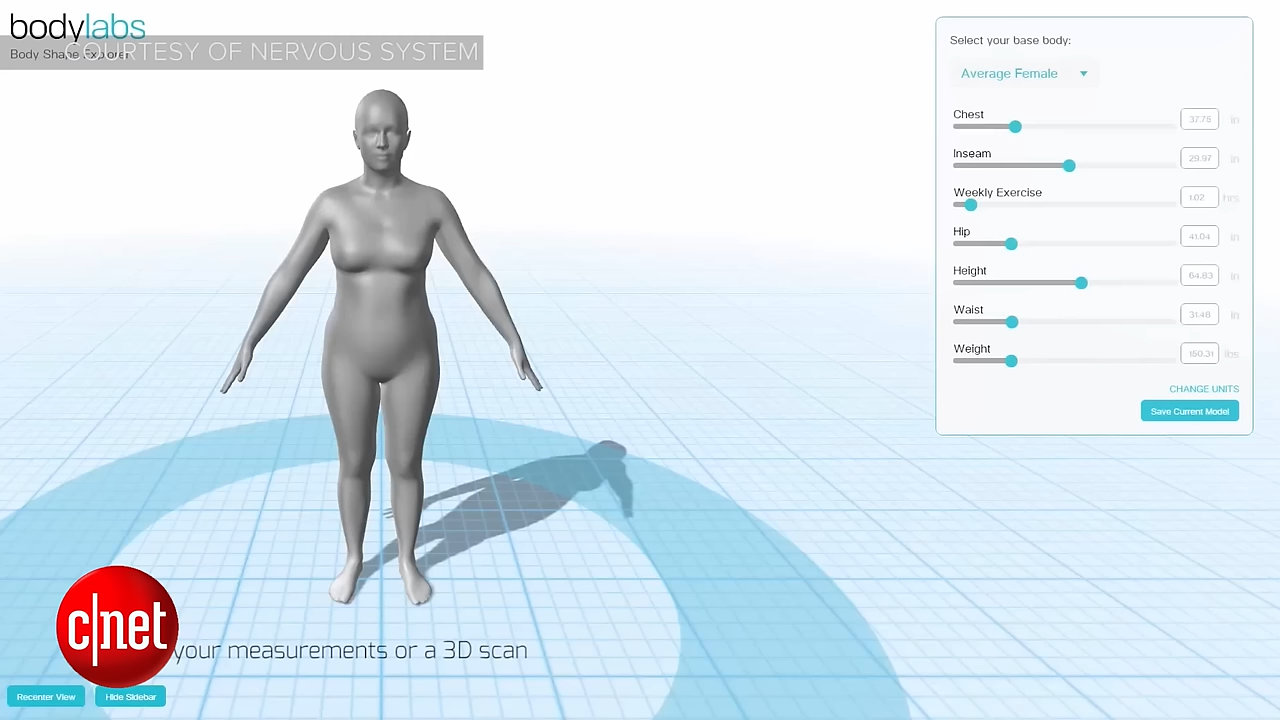 bodylabs
Body Shape Explorer
COURTESY OF NERVOUS SYSTEM
Select your base body:
Average Female
Chest
37.76 in
Inseam
29.97 in
Weekly Exercise
1.02 hrs
Hip
41.04 in
Height
64.83 in
Waist
31.48 in
Weight
150.31 lbs
CHANGE UNITS
Save Current Model
c|net
your measurements or a 3D scan
Recenter View
Hide Sidebar